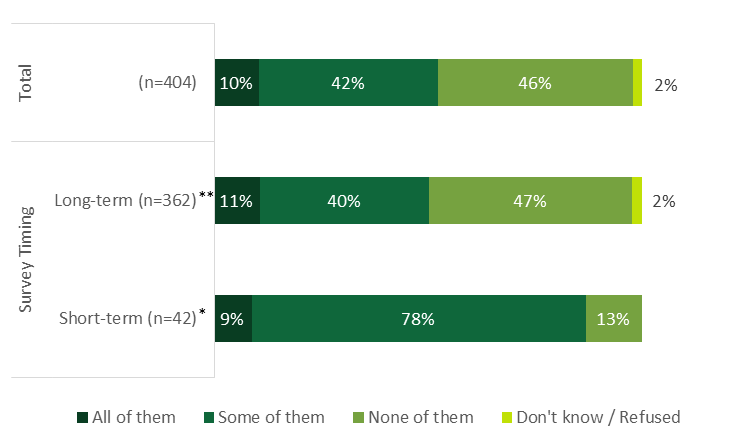 Total
(n=404)
10%
42%
46%
2%
Survey Timing
Long-term (n=362)**
11%
40%
47%
2%
Short-term (n=42)*
9%
78%
13%
All of them
Some of them
None of them
Don't know / Refused